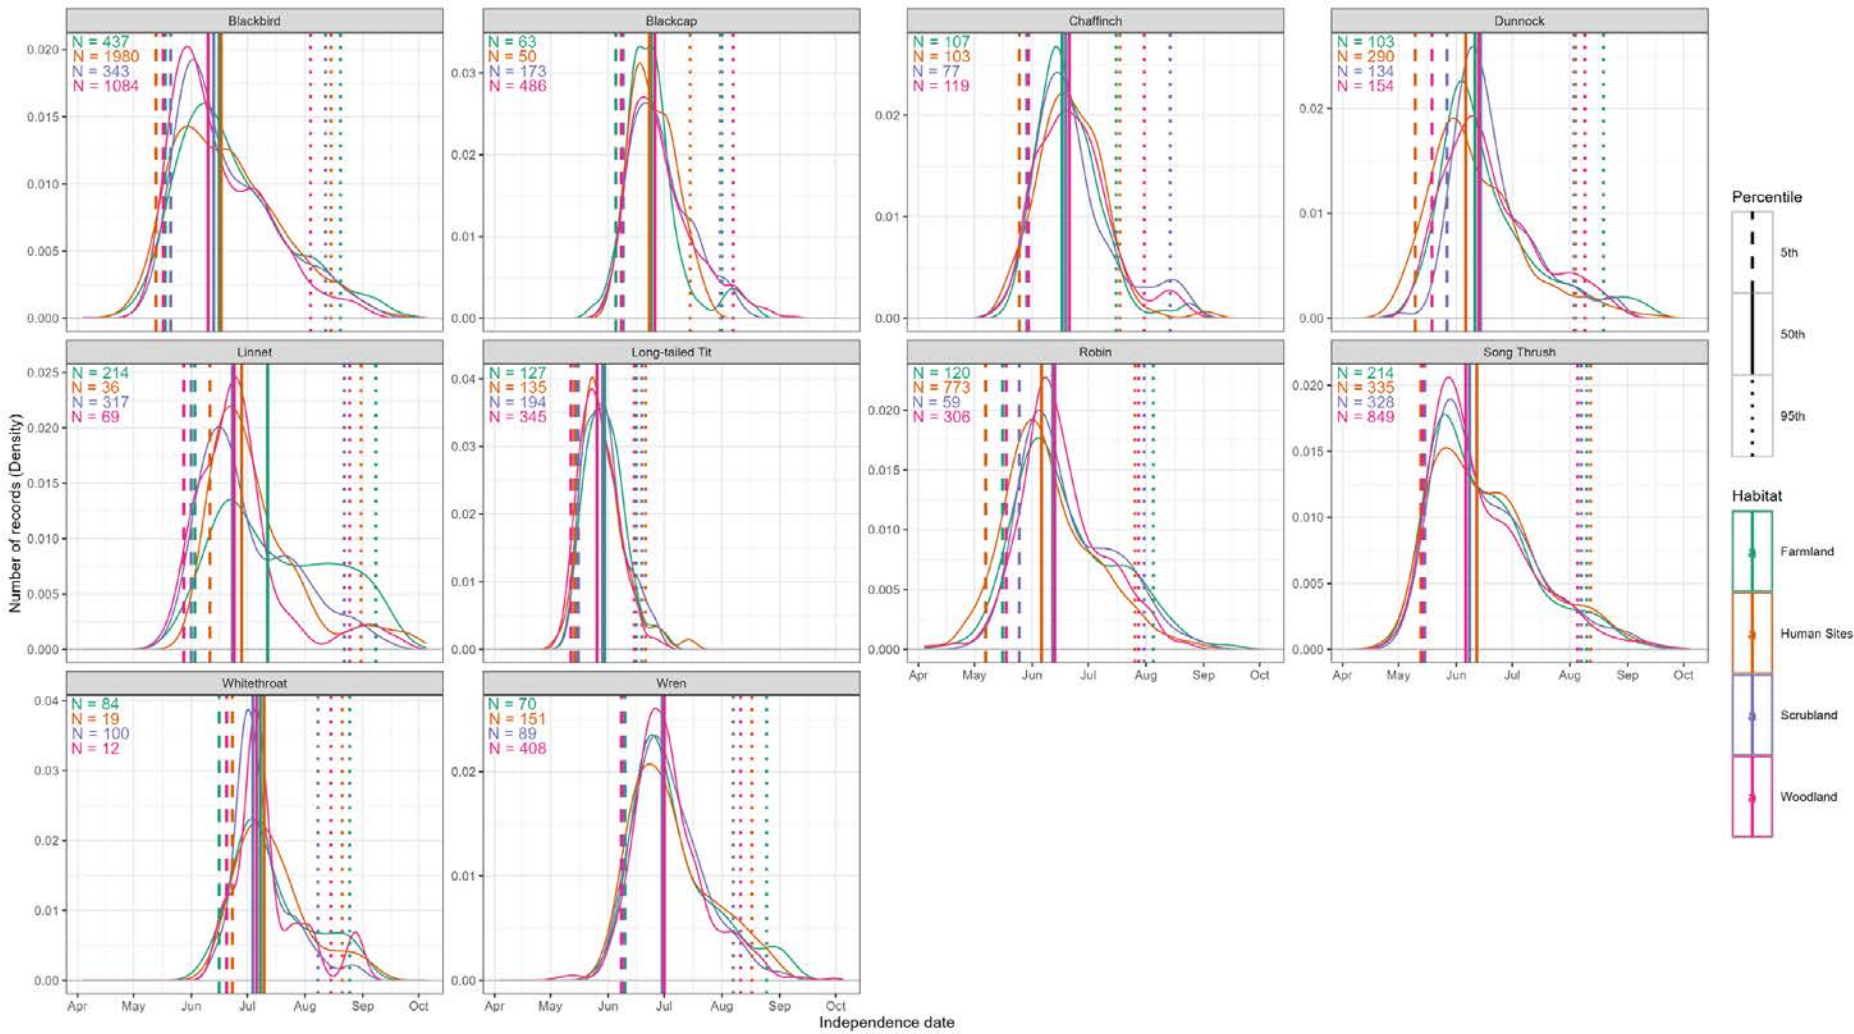 Blackbird
N = 437
N = 1980
N = 343
N = 1084
0.020
0.015
0.010
0.005
0.000
Blackcap
N = 63
N = 50
N = 173
N = 486
0.03
0.02
0.01
0.00
Chaffinch
N = 107
N = 103
N = 77
N = 119
0.02
0.01
0.00
Dunnock
N = 103
N = 290
N = 134
N = 154
0.02
0.01
0.00
Linnet
N = 214
N = 36
N = 317
N = 69
0.025
0.020
0.015
0.010
0.005
0.000
Long-tailed Tit
N = 127
N = 135
N = 194
N = 345
0.04
0.03
0.02
0.01
0.00
Robin
N = 120
N = 773
N = 59
N = 306
0.020
0.015
0.010
0.005
0.000
Apr May Jun Jul Aug Sep Oct
Song Thrush
N = 214
N = 335
N = 328
N = 849
0.020
0.015
0.010
0.005
0.000
Apr May Jun Jul Aug Sep Oct
Whitethroat
N = 84
N = 19
N = 100
N = 12
0.04
0.03
0.02
0.01
0.00
Apr May Jun Jul Aug Sep Oct
Wren
N = 70
N = 151
N = 89
N = 408
0.02
0.01
0.00
Apr May Jun Jul Aug Sep Oct
Number of records (Density)
Independence date
Percentile
5th
50th
95th
Habitat
a Farmland
a Human Sites
a Scrubland
a Woodland